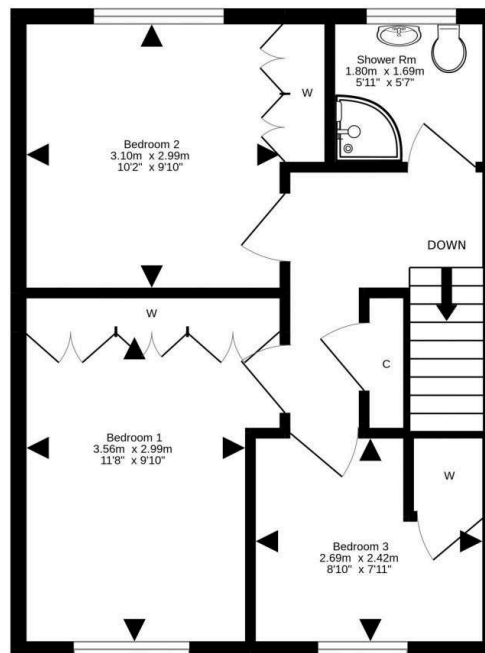 Shower Rm
1.80m x 1.69m
5'11" x 5'7"
W
Bedroom 2
3.10m x 2.99m
10'2" x 9'10"
DOWN
W
C
Bedroom 1
3.56m x 2.99m
11'8" x 9'10"
W
Bedroom 3
2.69m x 2.42m
8'10" x 7'11"